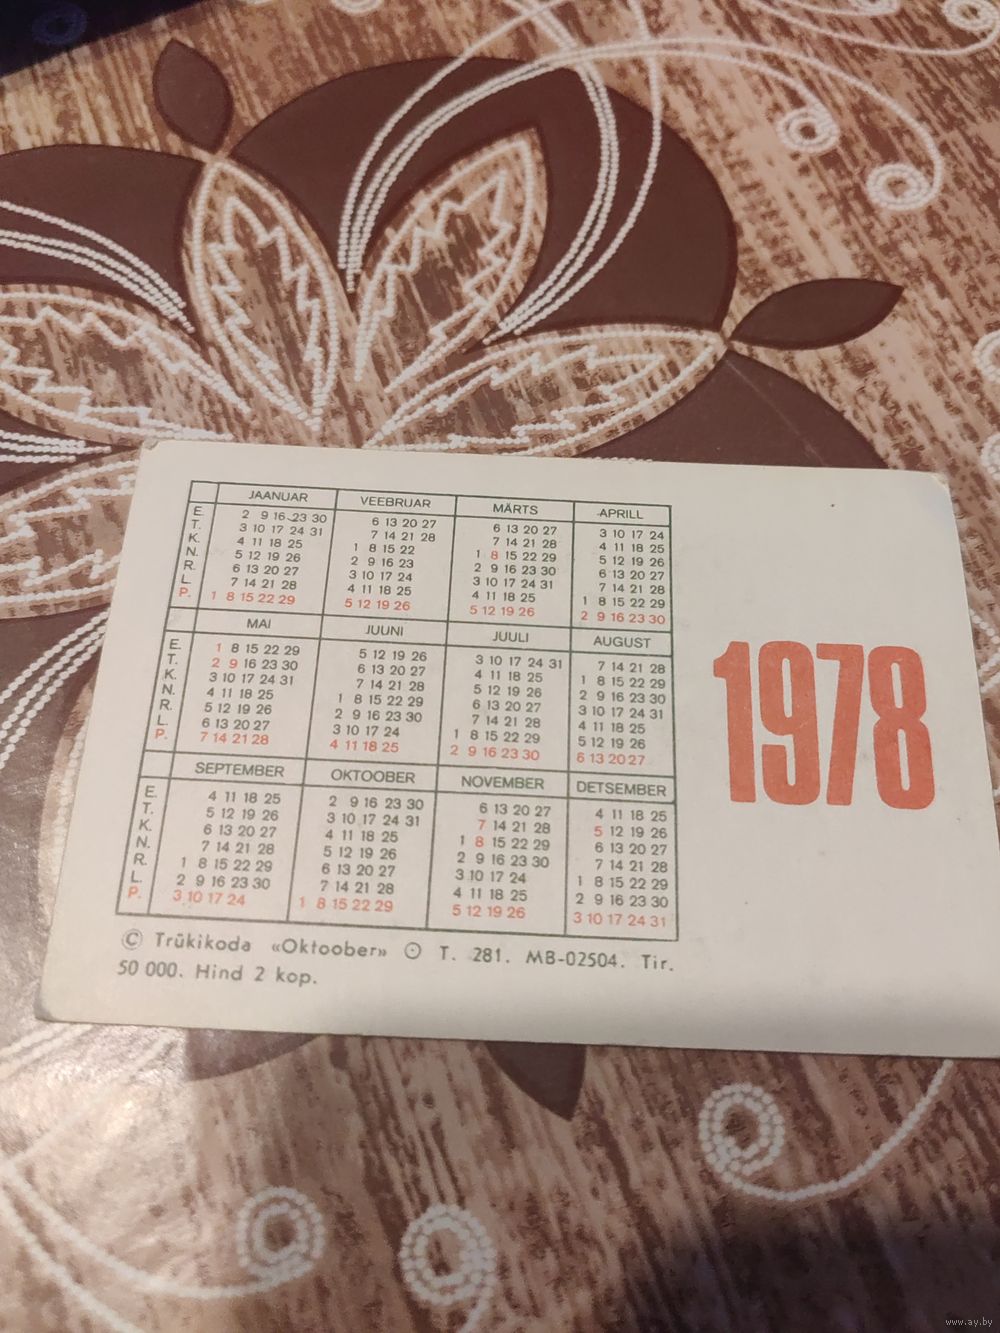 JAANUAR VEEBRUAR MÄRTS APRILL
E. 2 9 16 23 30 6 13 20 27 6 13 20 27 3 10 17 24
T. 3 10 17 24 31 7 14 21 28 7 14 21 28 4 11 18 25
K. 4 11 18 25 1 8 15 22 1 8 15 22 29 5 12 19 26
N. 5 12 19 26 2 9 16 23 2 9 16 23 30 6 13 20 27
R. 6 13 20 27 3 10 17 24 3 10 17 24 31 7 14 21 28
L. 7 14 21 28 4 11 18 25 4 11 18 25 1 8 15 22 29
P. 1 8 15 22 29 5 12 19 26 5 12 19 26 2 9 16 23 30
MAI JUUNI JUULI AUGUST
E. 1 8 15 22 29 5 12 19 26 3 10 17 24 31 7 14 21 28
T. 2 9 16 23 30 6 13 20 27 4 11 18 25 1 8 15 22 29
K. 3 10 17 24 31 7 14 21 28 5 12 19 26 2 9 16 23 30
N. 4 11 18 25 1 8 15 22 29 6 13 20 27 3 10 17 24 31
R. 5 12 19 26 2 9 16 23 30 7 14 21 28 4 11 18 25
L. 6 13 20 27 3 10 17 24 1 8 15 22 29 5 12 19 26
P. 7 14 21 28 4 11 18 25 2 9 16 23 30 6 13 20 27
SEPTEMBER OKTOOBER NOVEMBER DETSEMBER
E. 4 11 18 25 2 9 16 23 30 6 13 20 27 4 11 18 25
T. 5 12 19 26 3 10 17 24 31 7 14 21 28 5 12 19 26
K. 6 13 20 27 4 11 18 25 1 8 15 22 29 6 13 20 27
N. 7 14 21 28 5 12 19 26 2 9 16 23 30 7 14 21 28
R. 1 8 15 22 29 6 13 20 27 3 10 17 24 1 8 15 22 29
L. 2 9 16 23 30 7 14 21 28 4 11 18 25 2 9 16 23 30
P. 3 10 17 24 1 8 15 22 29 5 12 19 26 3 10 17 24 31
1978
© Trükikoda «Oktoober» ⊙ T. 281. MB-02504. Tir.
50 000. Hind 2 kop.
www.ay.by